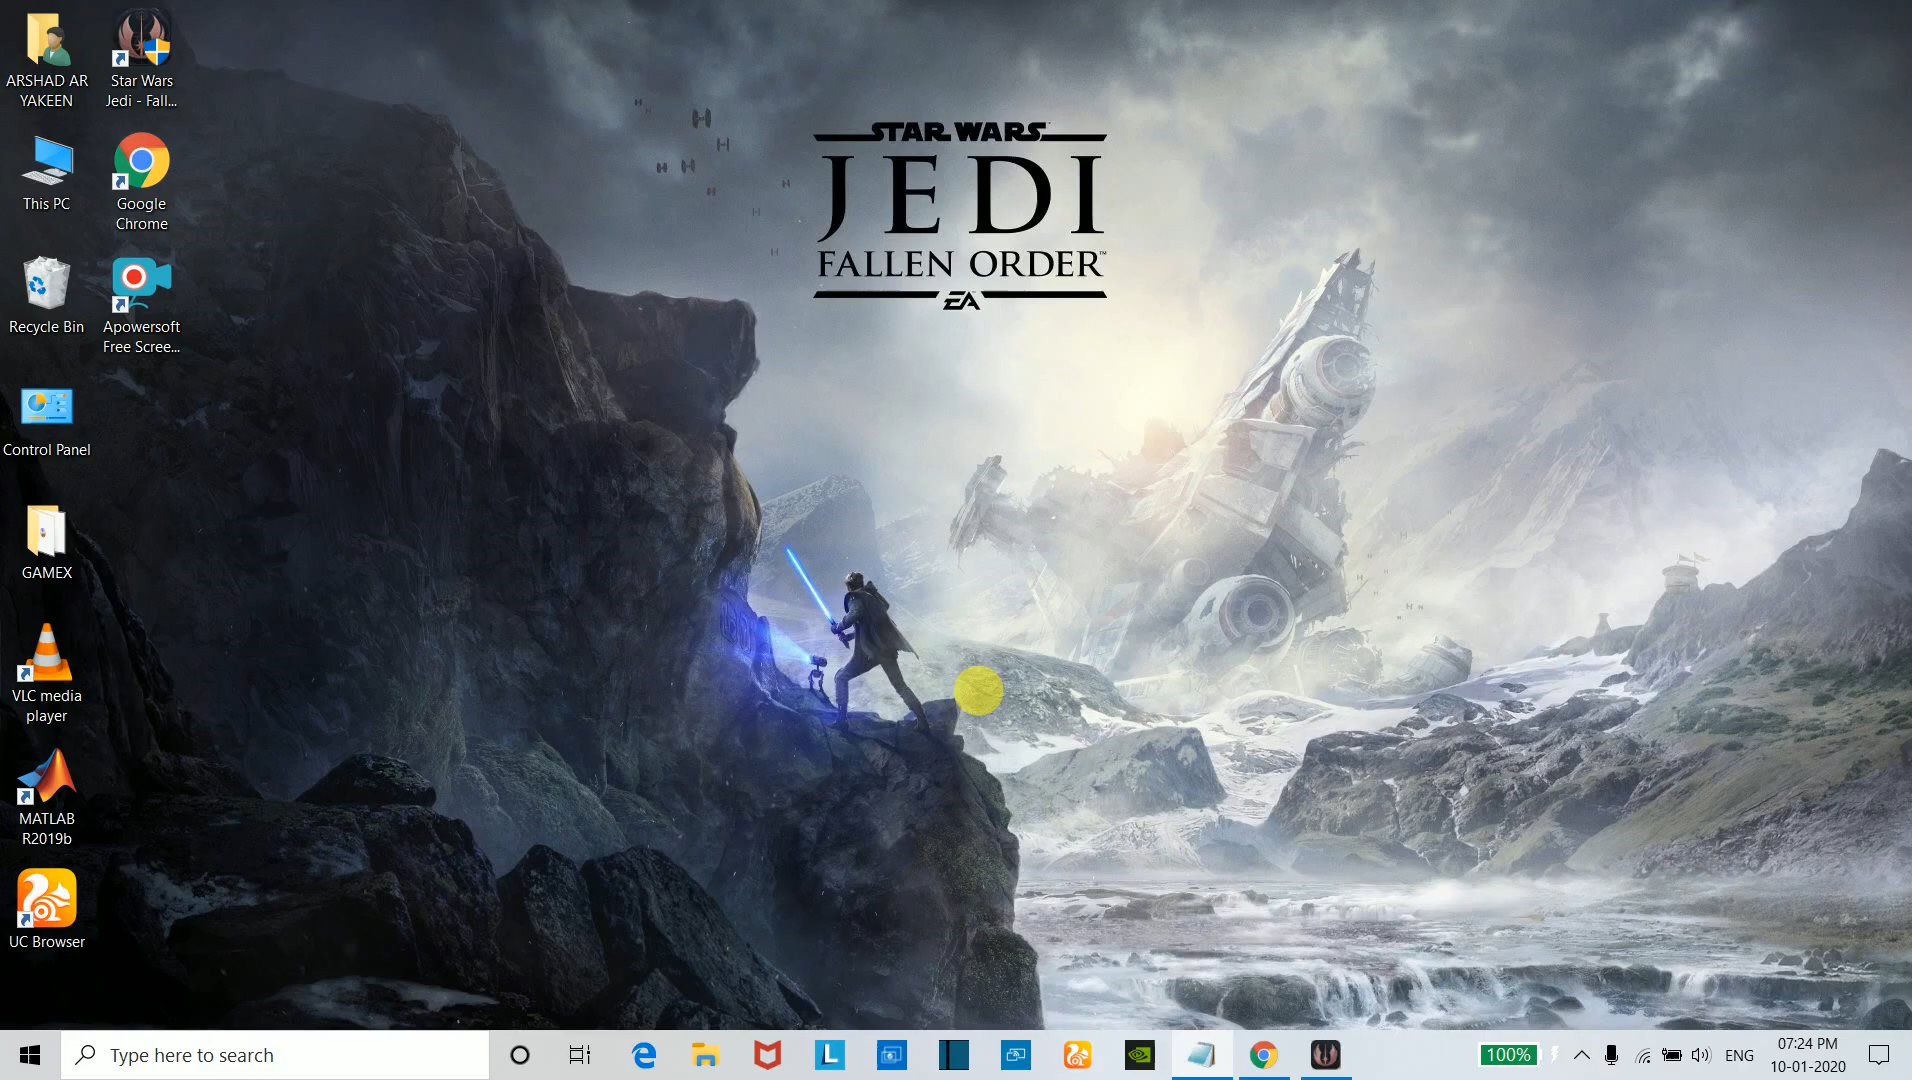 ARSHAD AR
YAKEEN
Star Wars
Jedi - Fall...
This PC
Google
Chrome
Recycle Bin
Apowersoft
Free Scree...
Control Panel
GAMEX
VLC media
player
MATLAB
R2019b
UC Browser
STAR WARS
JEDI
FALLEN ORDER™
EA
Type here to search
100%
ENG
07:24 PM
10-01-2020